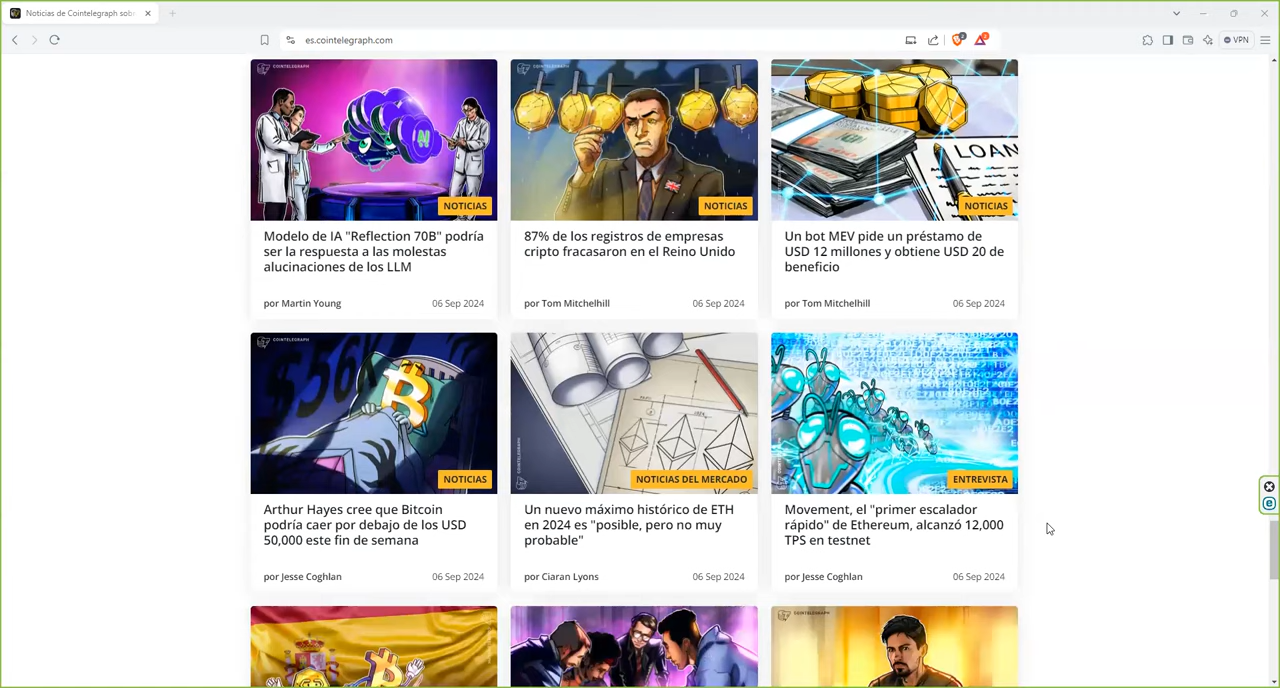 Noticias de Cointelegraph sob
es.cointelegraph.com
VPN
COINTELEGRAPH
AI
NOTICIAS
Modelo de IA "Reflection 70B" podría
ser la respuesta a las molestas
alucinaciones de los LLM
por Martin Young
06 Sep 2024
COINTELEGRAPH
NOTICIAS
87% de los registros de empresas
cripto fracasaron en el Reino Unido
por Tom Mitchelhill
06 Sep 2024
LOAN
NOTICIAS
Un bot MEV pide un préstamo de
USD 12 millones y obtiene USD 20 de
beneficio
por Tom Mitchelhill
06 Sep 2024
COINTELEGRAPH
$56K
NOTICIAS
Arthur Hayes cree que Bitcoin
podría caer por debajo de los USD
50,000 este fin de semana
por Jesse Coghlan
06 Sep 2024
COINTELEGRAPH
NOTICIAS DEL MERCADO
Un nuevo máximo histórico de ETH
en 2024 es "posible, pero no muy
probable"
por Ciaran Lyons
06 Sep 2024
ENTREVISTA
Movement, el "primer escalador
rápido" de Ethereum, alcanzó 12,000
TPS en testnet
por Jesse Coghlan
06 Sep 2024
COINTELEGRAPH